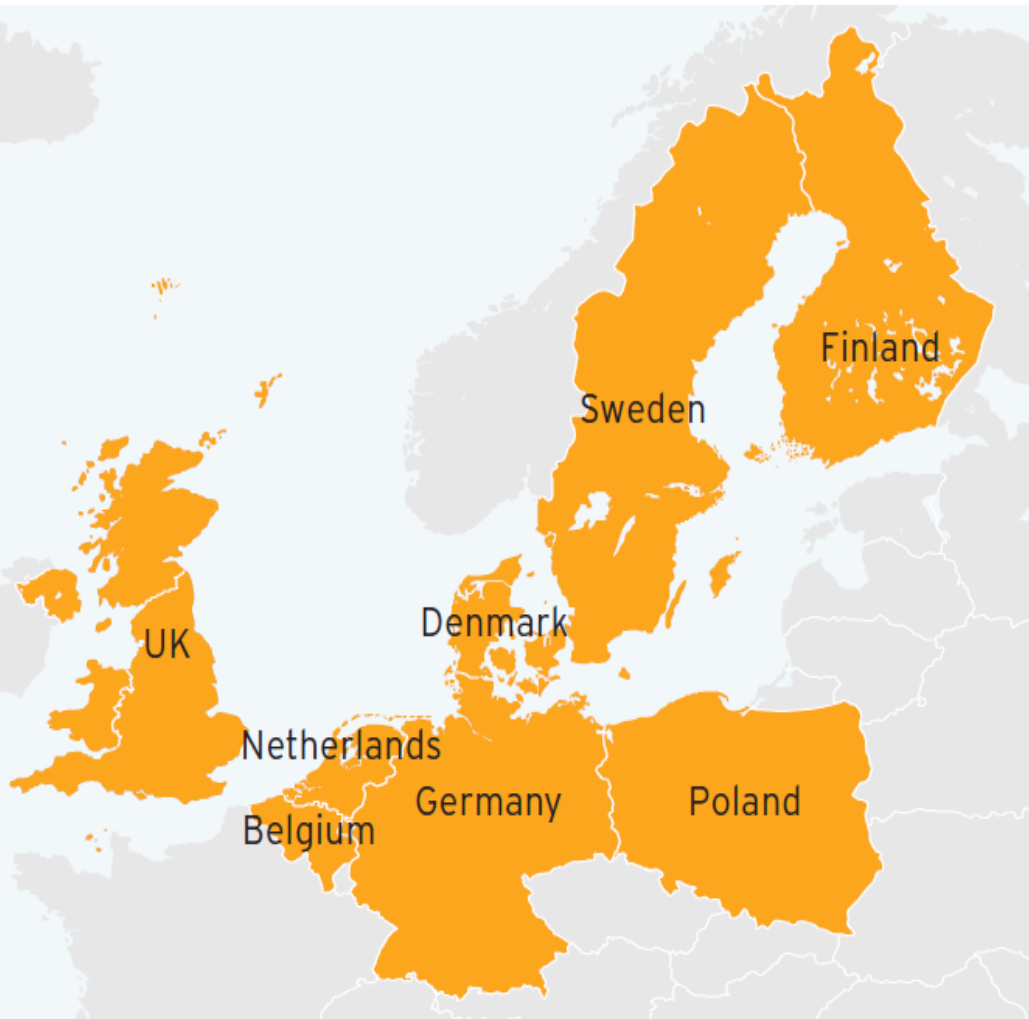 Finland
Sweden
Denmark
UK
Netherlands
Germany
Poland
Belgium